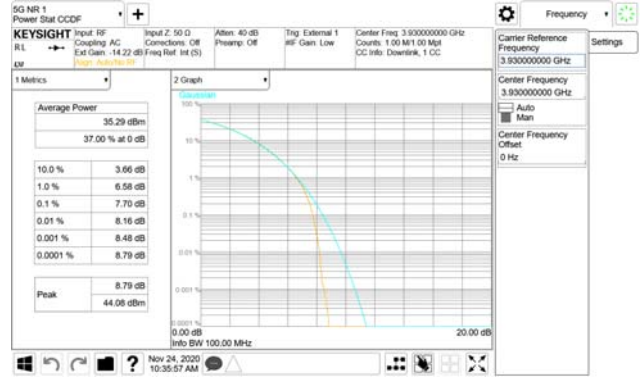 5G NR 1
Power Stat CCDF
Frequency
Settings
KEYSIGHT
RL
Input: RF
Coupling: AC
Ext Gain: -14.22 dB
Align: Auto/No RF
Input Z: 50 Ω
Corrections: Off
Freq Ref: Int (S)
Atten: 40 dB
Preamp: Off
Trig: External 1
#IF Gain: Low
Center Freq: 3.930000000 GHz
Counts: 1.00 M/1.00 Mpt
CC Info: Downlink, 1 CC
1 Metrics
Average Power
35.29 dBm
37.00 % at 0 dB
10.0 % 3.66 dB
1.0 % 6.58 dB
0.1 % 7.70 dB
0.01 % 8.16 dB
0.001 % 8.48 dB
0.0001 % 8.79 dB
Peak
8.79 dB
44.08 dBm
2 Graph
Gaussian
100 %
10 %
1 %
0.1 %
0.01 %
0.001 %
0.0001 %
0.00 dB
20.00 dB
Info BW 100.00 MHz
Carrier Reference
Frequency
3.930000000 GHz
Center Frequency
3.930000000 GHz
Auto
Man
Center Frequency
Offset
0 Hz
?
Nov 24, 2020
10:35:57 AM